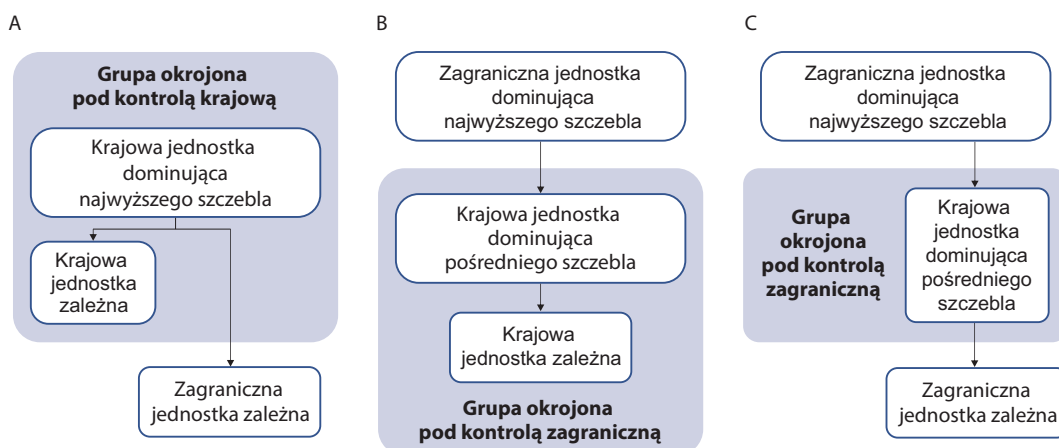 A
Grupa okrojona
pod kontrolą krajową
Krajowa jednostka
dominująca
najwyższego szczebla
Krajowa
jednostka
zależna
Zagraniczna
jednostka zależna
B
Zagraniczna jednostka
dominująca
najwyższego szczebla
Krajowa jednostka
dominująca
pośredniego szczebla
Krajowa
jednostka zależna
Grupa okrojona
pod kontrolą zagraniczną
C
Zagraniczna jednostka
dominująca
najwyższego szczebla
Grupa
okrojona
pod kontrolą
zagraniczną
Krajowa
jednostka
dominująca
pośredniego
szczebla
Zagraniczna
jednostka zależna